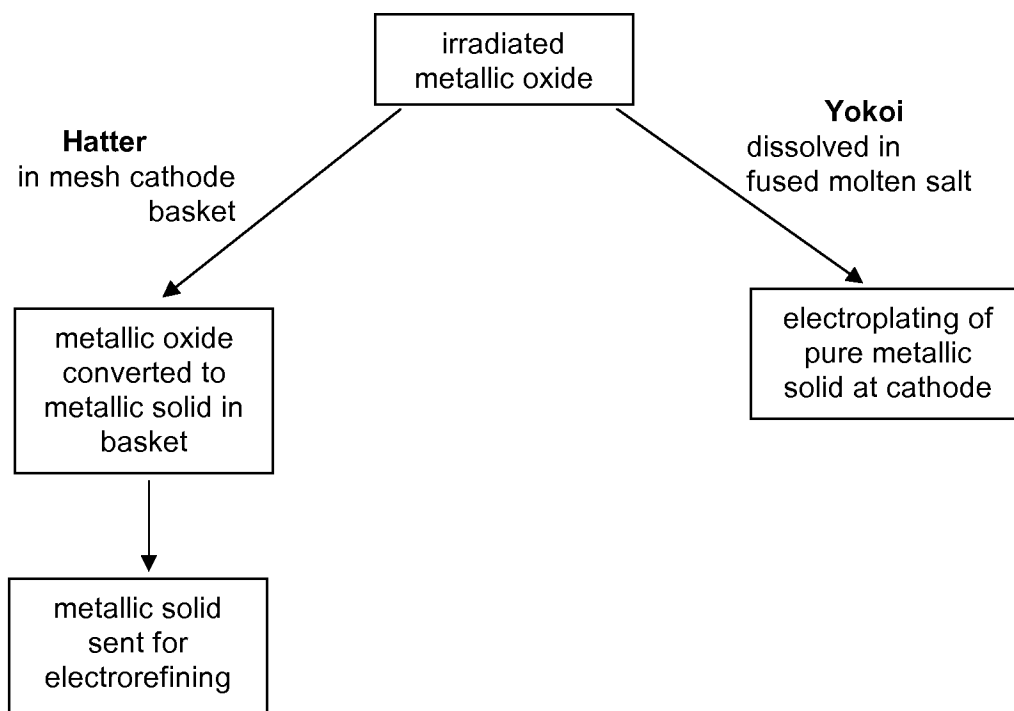 irradiated
metallic oxide
Hatter
in mesh cathode
basket
Yokoi
dissolved in
fused molten salt
metallic oxide
converted to
metallic solid in
basket
electroplating of
pure metallic
solid at cathode
metallic solid
sent for
electrorefining